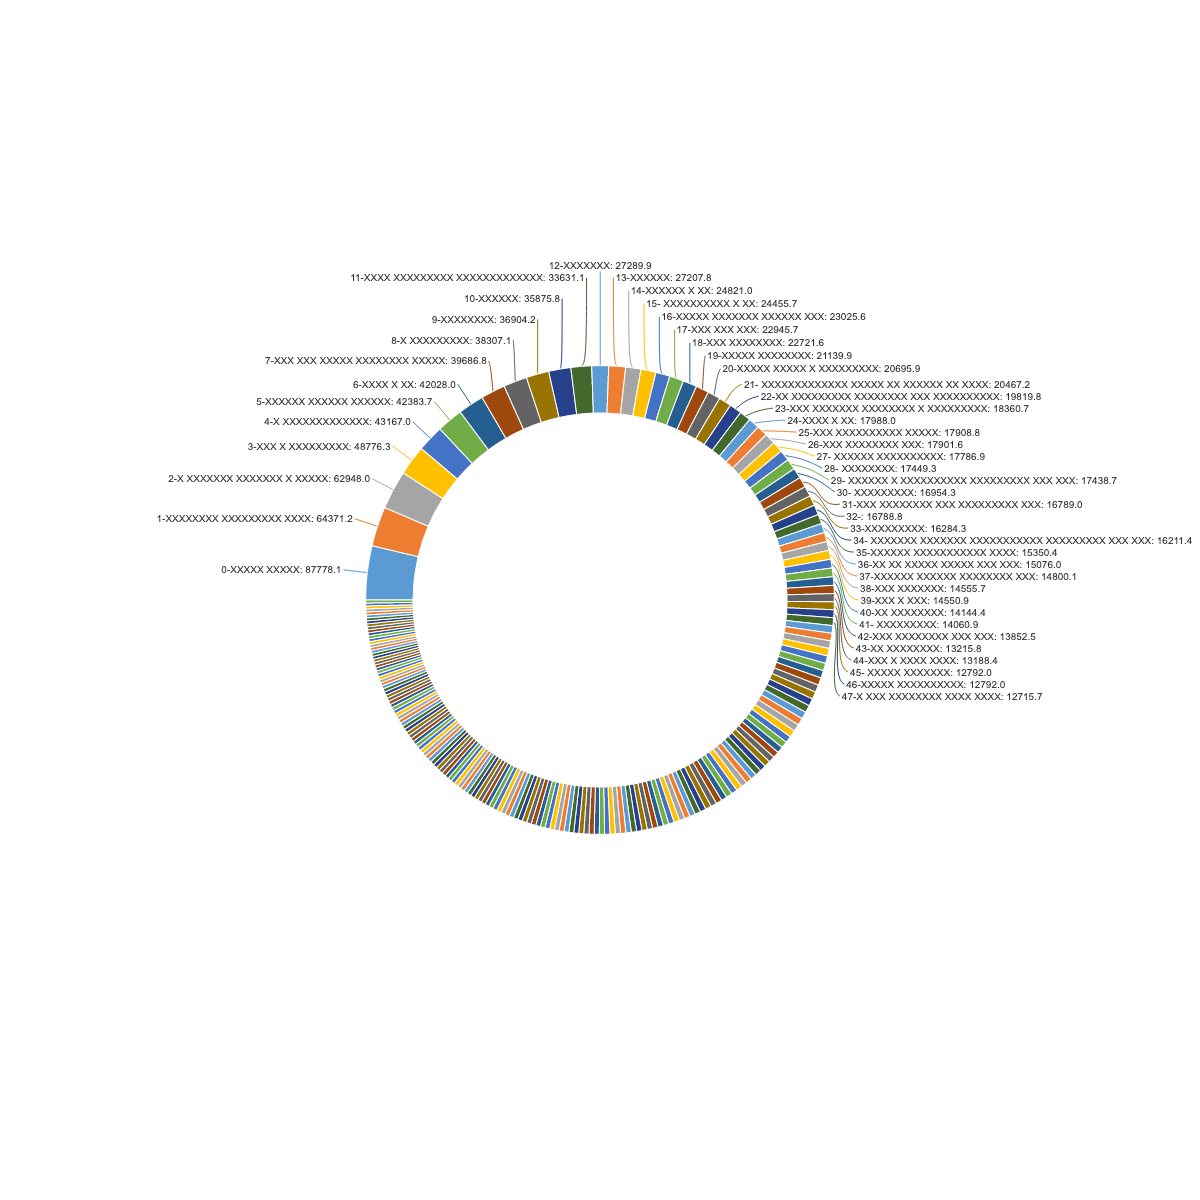 12-XXXXXXX: 27289.9
11-XXXX XXXXXXXXX XXXXXXXXXXXXX: 33631.1
13-XXXXXX: 27207.8
14-XXXXXX X XX: 24821.0
10-XXXXXX: 35875.8
15- XXXXXXXXXX X XX: 24455.7
16-XXXXX XXXXXXX XXXXXX XXX: 23025.6
9-XXXXXXXX: 36904.2
17-XXX XXX XXX: 22945.7
8-X XXXXXXXXX: 38307.1
18-XXX XXXXXXXX: 22721.6
19-XXXXX XXXXXXXX: 21139.9
7-XXX XXX XXXXX XXXXXXXX XXXXX: 39686.8
20-XXXXX XXXXX X XXXXXXXXX: 20695.9
6-XXXX X XX: 42028.0
21- XXXXXXXXXXXXX XXXXX XX XXXXXX XX XXXX: 20467.2
22-XX XXXXXXXXX XXXXXXXX XXX XXXXXXXXXX: 19819.8
5-XXXXXX XXXXXX XXXXXX: 42383.7
23-XXX XXXXXXX XXXXXXXX X XXXXXXXXX: 18360.7
4-X XXXXXXXXXXXXX: 43167.0
24-XXXX X XX: 17988.0
25-XXX XXXXXXXXXX XXXXX: 17908.8
3-XXX X XXXXXXXXX: 48776.3
26-XXX XXXXXXXX XXX: 17901.6
27- XXXXXX XXXXXXXXXX: 17786.9
28- XXXXXXXX: 17449.3
2-X XXXXXXX XXXXXXX X XXXXX: 62948.0
29- XXXXXX X XXXXXXXXXX XXXXXXXXX XXX XXX: 17438.7
30- XXXXXXXXX: 16954.3
31-XXX XXXXXXXX XXX XXXXXXXXX XXX: 16789.0
1-XXXXXXXX XXXXXXXXX XXXX: 64371.2
32-: 16788.8
33-XXXXXXXXX: 16284.3
34- XXXXXXX XXXXXXX XXXXXXXXXXX XXXXXXXXX XXX XXX: 16211.4
35-XXXXXX XXXXXXXXXXXX XXXX: 15350.4
36-XX XX XXXXX XXXXX XXX XXX: 15076.0
0-XXXXX XXXXX: 87778.1
37-XXXXXX XXXXXX XXXXXXXX XXX: 14800.1
38-XXX XXXXXXX: 14555.7
39-XXX X XXX: 14550.9
40-XX XXXXXXXX: 14144.4
41- XXXXXXXXX: 14060.9
42-XXX XXXXXXXX XXX XXX: 13852.5
43-XX XXXXXXXX: 13215.8
44-XXX X XXXX XXXX: 13188.4
45- XXXXX XXXXXXX: 12792.0
46-XXXXX XXXXXXXXXX: 12792.0
47-X XXX XXXXXXXX XXXX XXXX: 12715.7